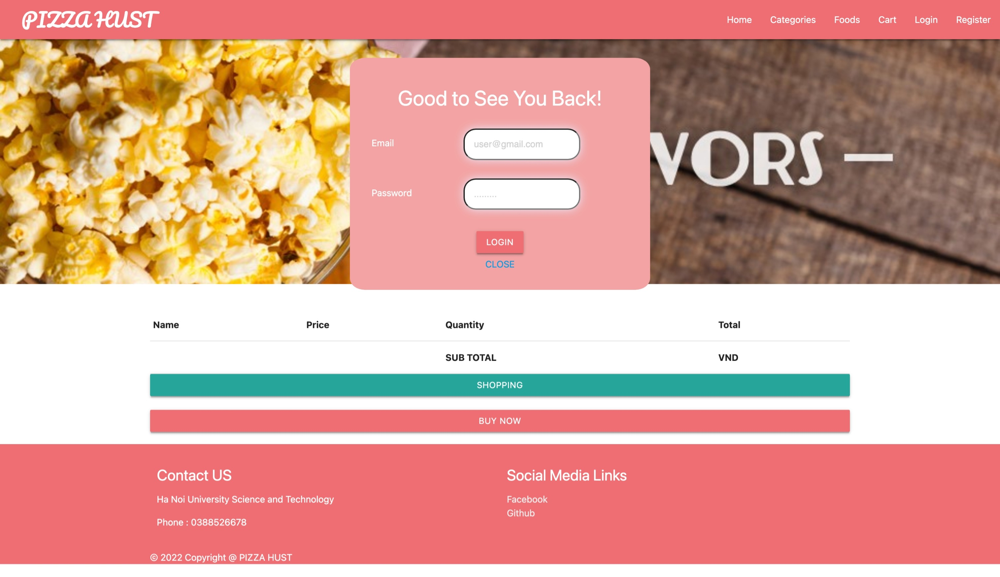 PIZZA HUST
Home Categories Foods Cart Login Register
Good to See You Back!
Email user@gmail.com
VORS —
Password .........
LOGIN
CLOSE
Name Price Quantity Total
SUB TOTAL VND
SHOPPING
BUY NOW
Contact US Social Media Links
Ha Noi University Science and Technology Facebook
Github
Phone : 0388526678
© 2022 Copyright @ PIZZA HUST